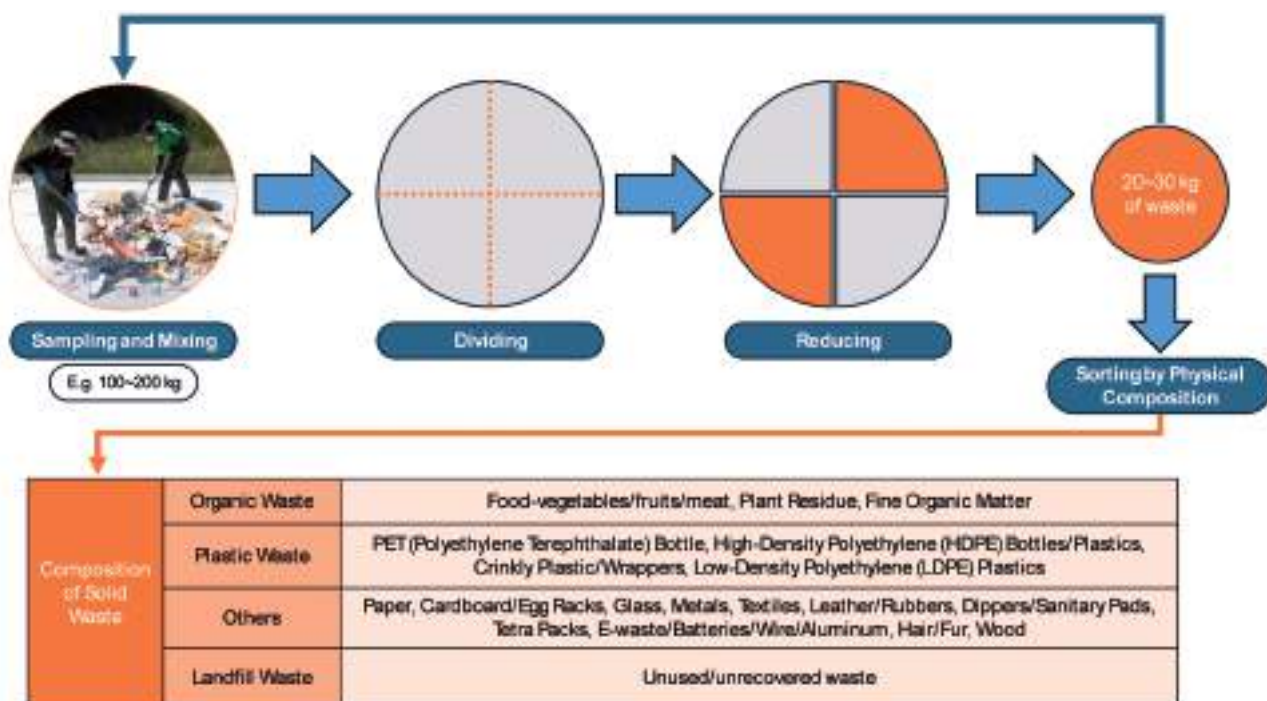 20~30 kg
of waste
Sampling and Mixing
Dividing
Reducing
E.g. 100~200 kg
Sorting by Physical
Composition
Composition
of Solid
Waste
Organic Waste
Food-vegetables/fruits/meat, Plant Residue, Fine Organic Matter
Plastic Waste
PET (Polyethylene Terephthalate) Bottle, High-Density Polyethylene (HDPE) Bottles/Plastics,
Crinkly Plastic/Wrappers, Low-Density Polyethylene (LDPE) Plastics
Others
Paper, Cardboard/Egg Racks, Glass, Metals, Textiles, Leather/Rubbers, Dippers/Sanitary Pads,
Tetra Packs, E-waste/Batteries/Wire/Aluminum, Hair/Fur, Wood
Landfill Waste
Unused/unrecovered waste